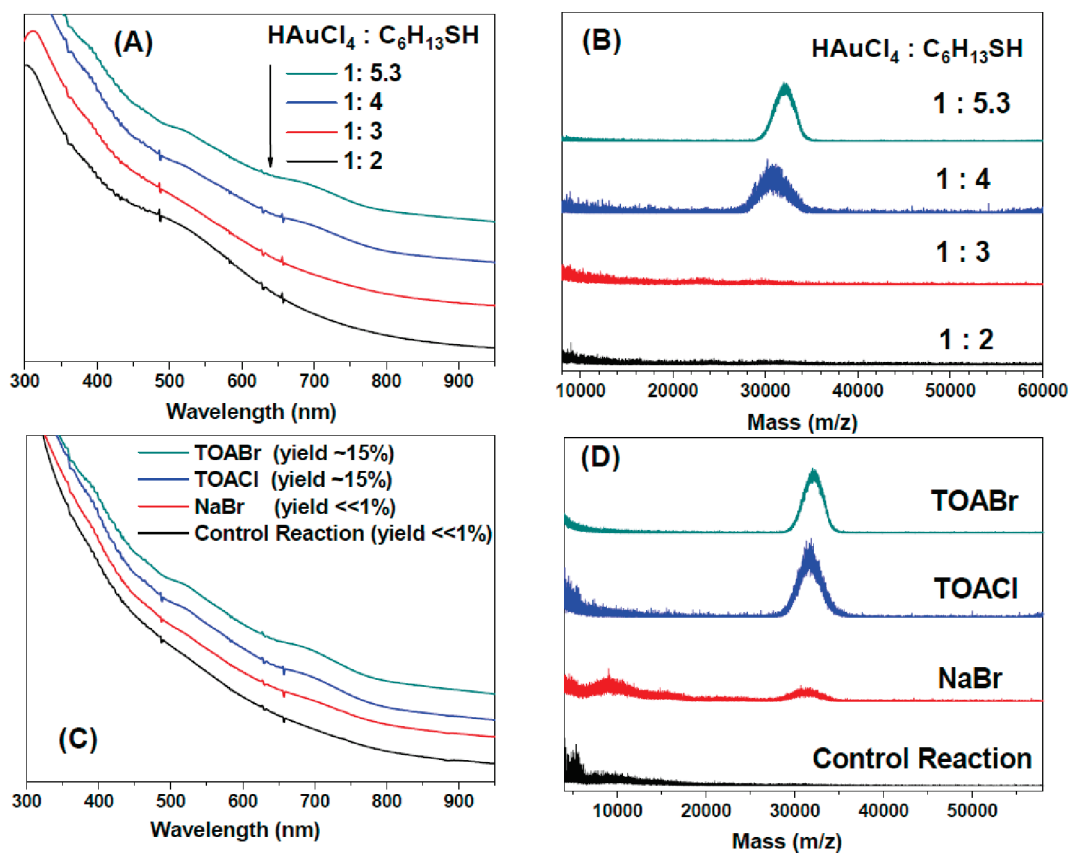 (A)
HAuCl4 : C6H13SH
1: 5.3
1: 4
1: 3
1: 2
300 400 500 600 700 800 900
Wavelength (nm)
(B)
HAuCl4 : C6H13SH
1 : 5.3
1 : 4
1 : 3
1 : 2
10000 20000 30000 40000 50000 60000
Mass (m/z)
(C)
TOABr (yield ~15%)
TOACl (yield ~15%)
NaBr (yield <<1%)
Control Reaction (yield <<1%)
300 400 500 600 700 800 900
Wavelength (nm)
(D)
TOABr
TOACl
NaBr
Control Reaction
10000 20000 30000 40000 50000
Mass (m/z)